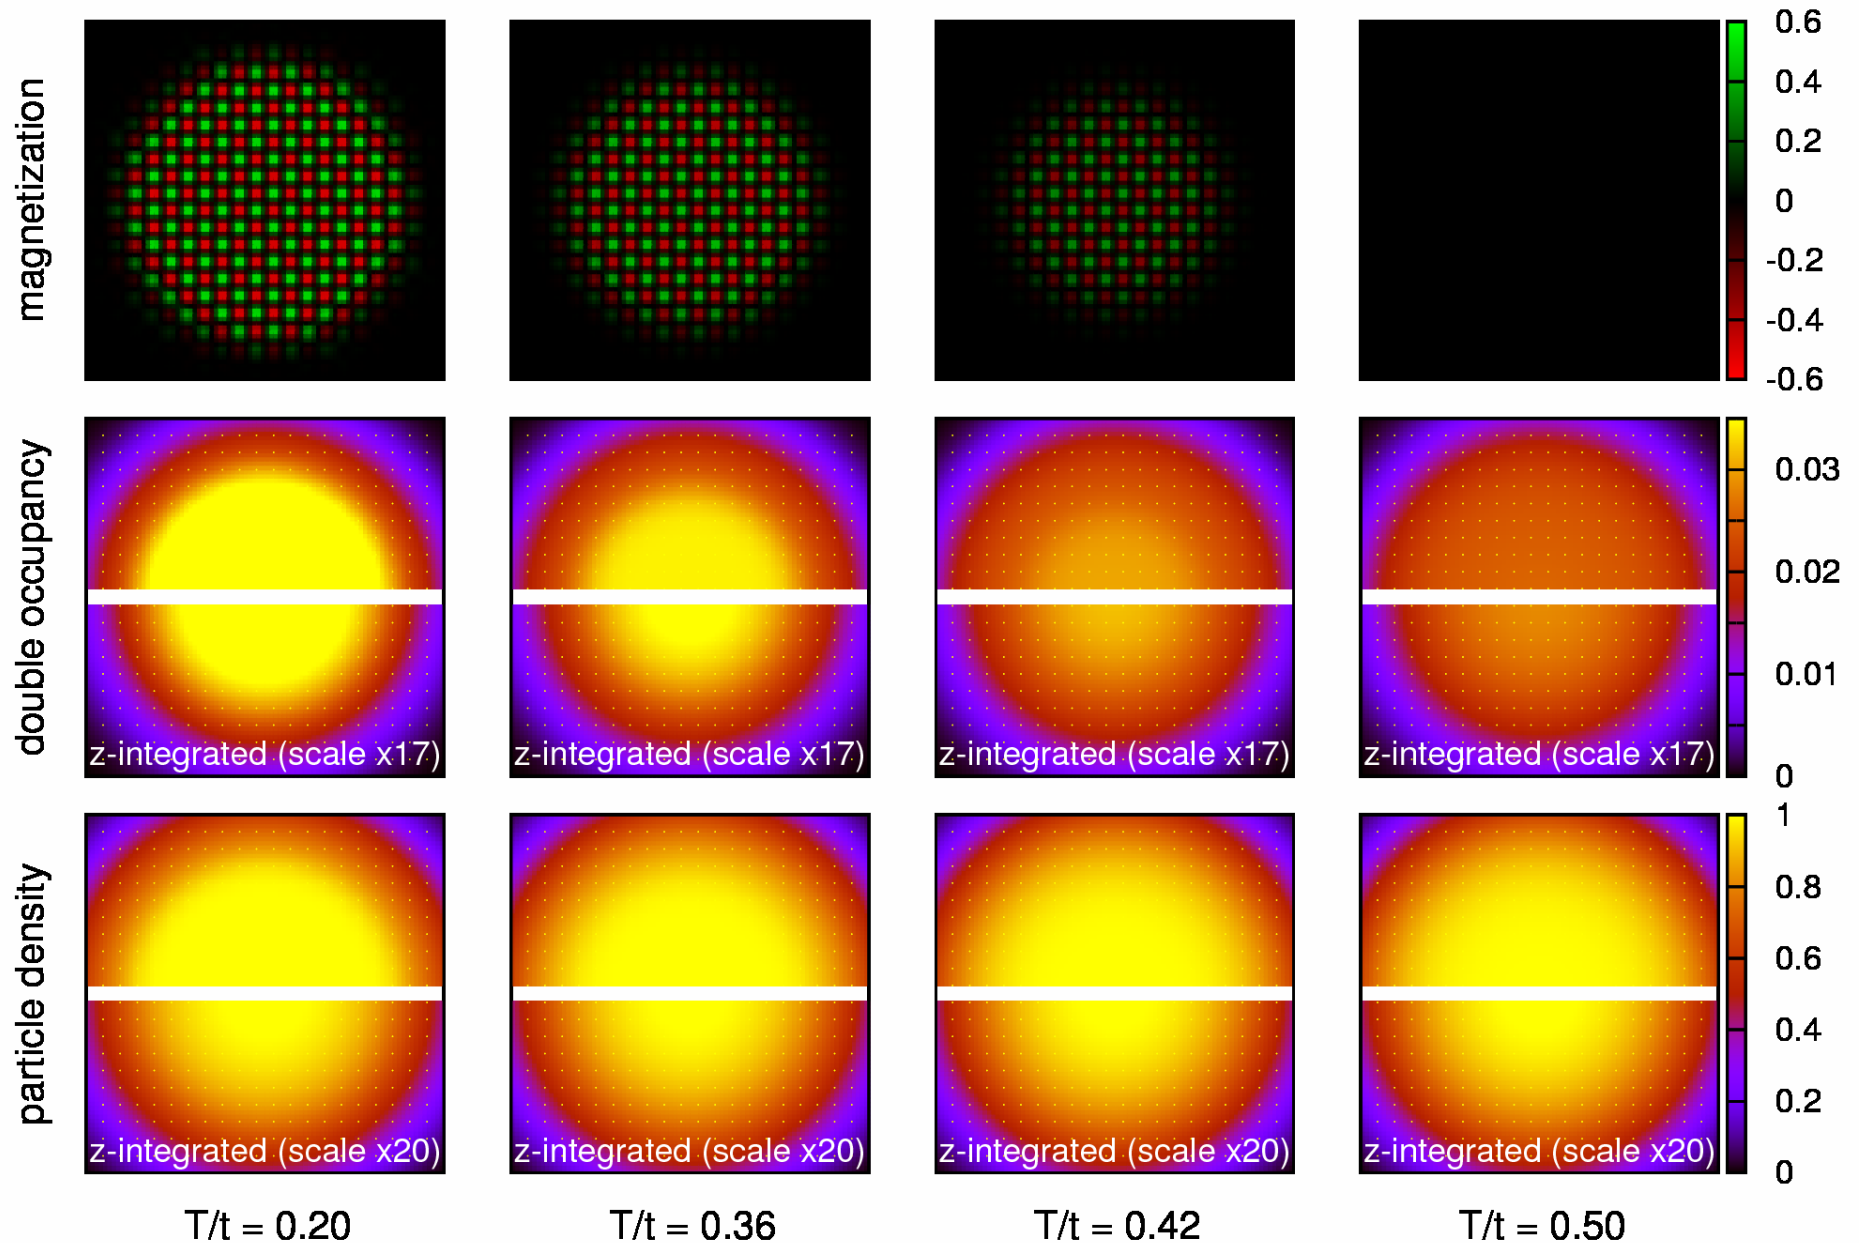 magnetization
0.6
0.4
0.2
0
-0.2
-0.4
-0.6
double occupancy
z-integrated (scale x17)
z-integrated (scale x17)
z-integrated (scale x17)
z-integrated (scale x17)
0.03
0.02
0.01
0
particle density
z-integrated (scale x20)
z-integrated (scale x20)
z-integrated (scale x20)
z-integrated (scale x20)
1
0.8
0.6
0.4
0.2
0
T/t = 0.20
T/t = 0.36
T/t = 0.42
T/t = 0.50